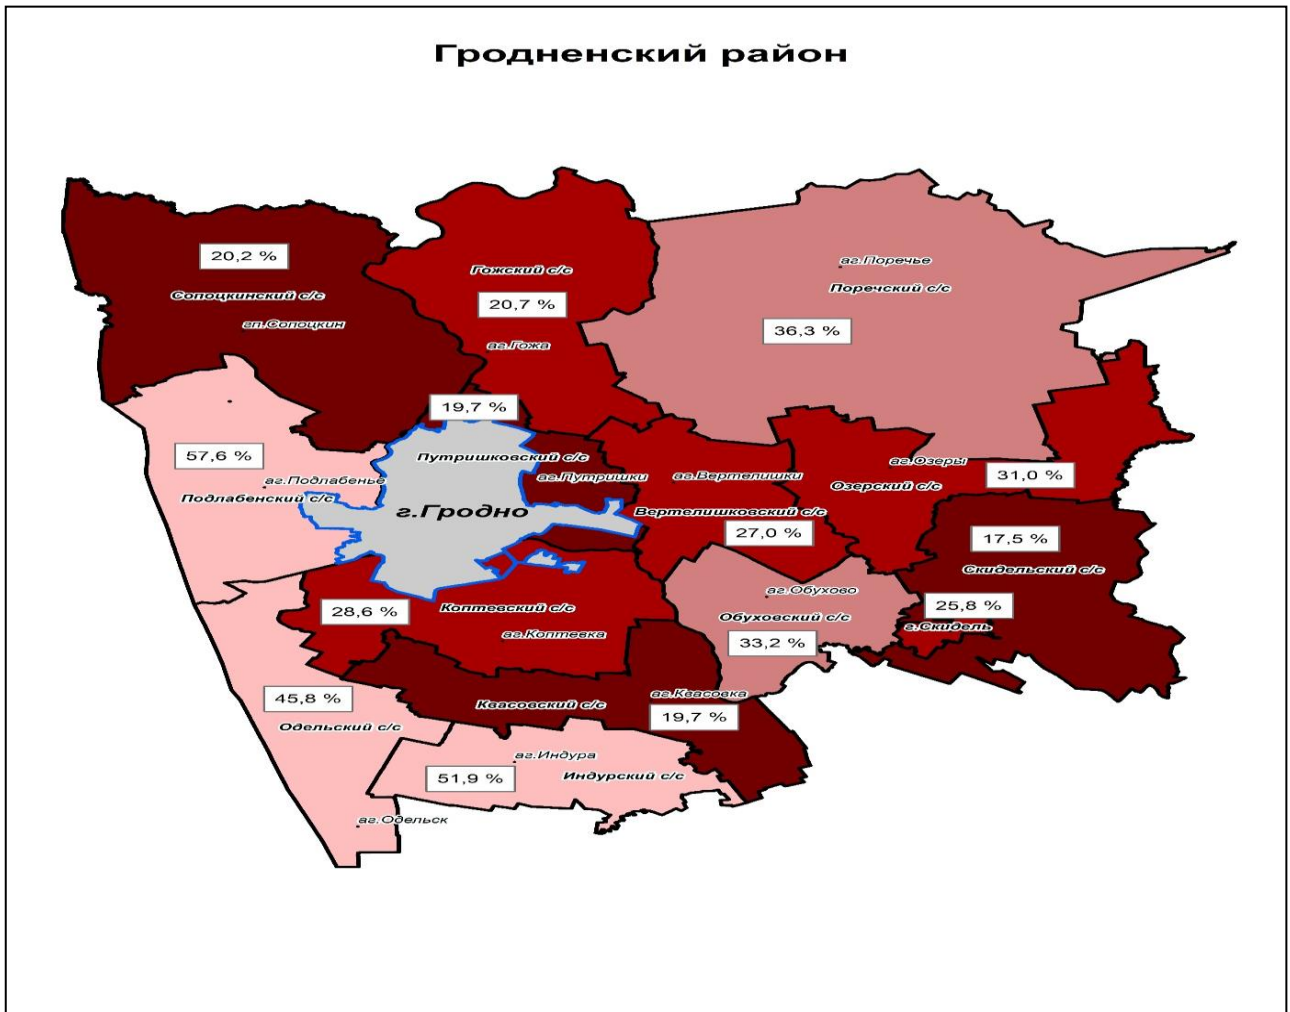 Гродненский район
20,2 %
Сопоцкинский с/с
гп.Сопоцкин
Гожский с/с
20,7 %
аг.Гожа
аг.Поречье
Поречский с/с
36,3 %
19,7 %
Путришковский с/с
аг.Путришки
57,6 %
аг.Подлабенье
Подлабенский с/с
г.Гродно
аг.Вертелишки
Вертелишковский с/с
27,0 %
аг.Озеры
Озерский с/с
31,0 %
17,5 %
Скидельский с/с
25,8 %
г.Скидель
аг.Обухово
Обуховский с/с
33,2 %
28,6 %
Коптевский с/с
аг.Коптевка
45,8 %
Одельский с/с
Квасовский с/с
аг.Квасовка
19,7 %
аг.Индура
51,9 %
Индурский с/с
аг.Одельск